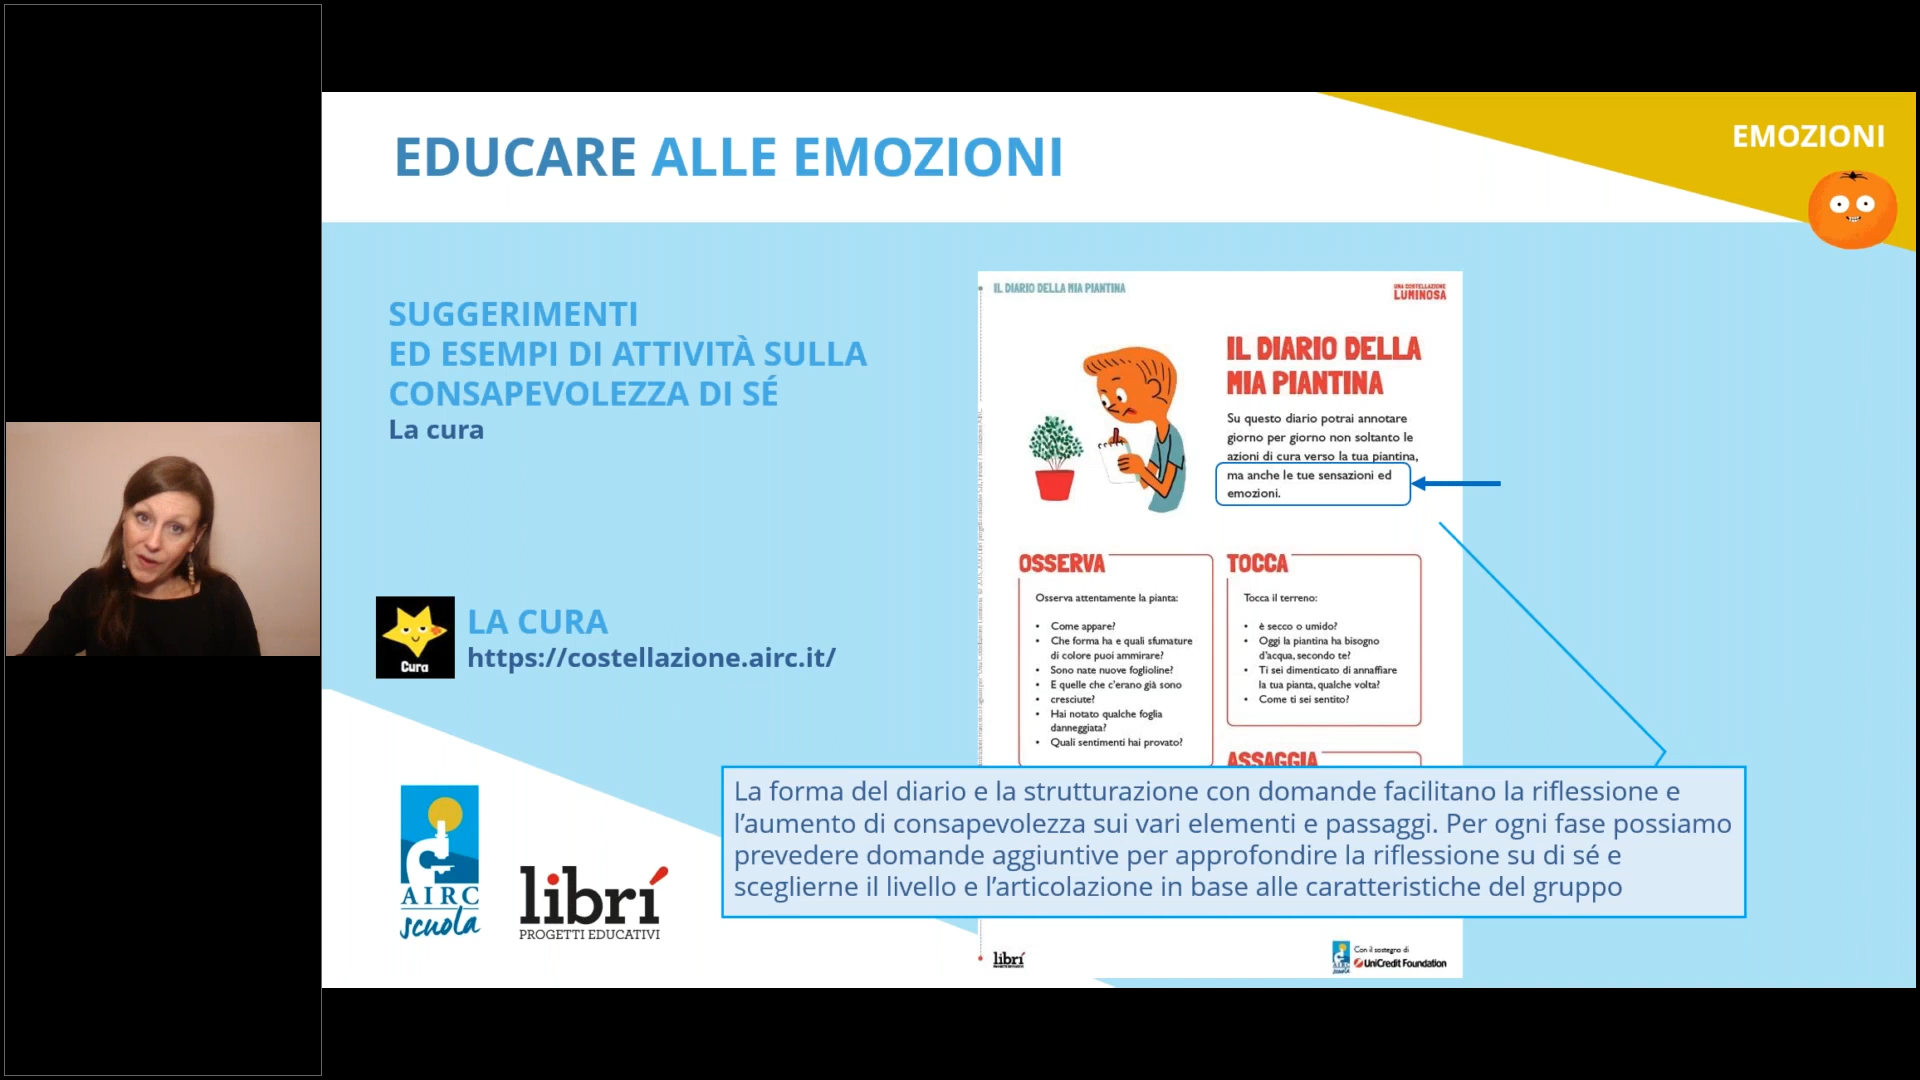 EDUCARE ALLE EMOZIONI
EMOZIONI
SUGGERIMENTI
ED ESEMPI DI ATTIVITÀ SULLA
CONSAPEVOLEZZA DI SÉ
La cura
Cura
LA CURA
https://costellazione.airc.it/
AIRC
scuola
librí
PROGETTI EDUCATIVI
IL DIARIO DELLA MIA PIANTINA
UNA COSTELLAZIONE
LUMINOSA
IL DIARIO DELLA
MIA PIANTINA
Su questo diario potrai annotare
giorno per giorno non soltanto le
azioni di cura verso la tua piantina,
ma anche le tue sensazioni ed
emozioni.
OSSERVA
Osserva attentamente la pianta:
• Come appare?
• Che forma ha e quali sfumature
di colore puoi ammirare?
• Sono nate nuove foglioline?
• E quelle che c'erano già sono
• cresciute?
• Hai notato qualche foglia
danneggiata?
• Quali sentimenti hai provato?
TOCCA
Tocca il terreno:
• è secco o umido?
• Oggi la piantina ha bisogno
d'acqua, secondo te?
• Ti sei dimenticato di annaffiare
la tua pianta, qualche volta?
• Come ti sei sentito?
ASSAGGIA
La forma del diario e la strutturazione con domande facilitano la riflessione e
l'aumento di consapevolezza sui vari elementi e passaggi. Per ogni fase possiamo
prevedere domande aggiuntive per approfondire la riflessione su di sé e
sceglierne il livello e l'articolazione in base alle caratteristiche del gruppo
librí
Con il sostegno di
UniCredit Foundation